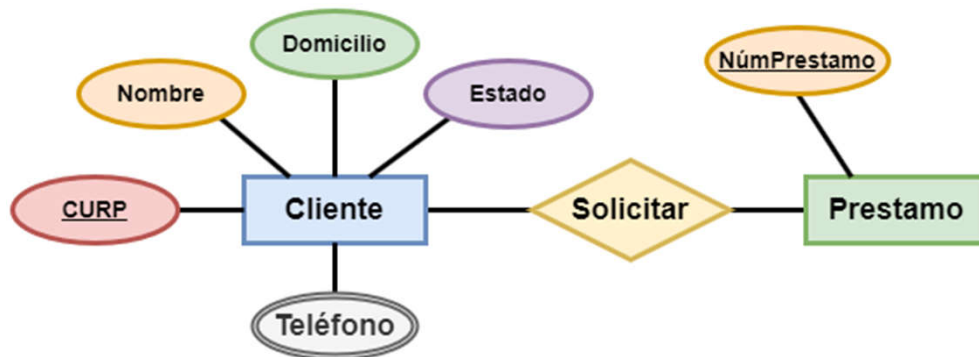 Domicilio
NúmPrestamo
Nombre
Estado
CURP
Cliente
Solicitar
Prestamo
Teléfono